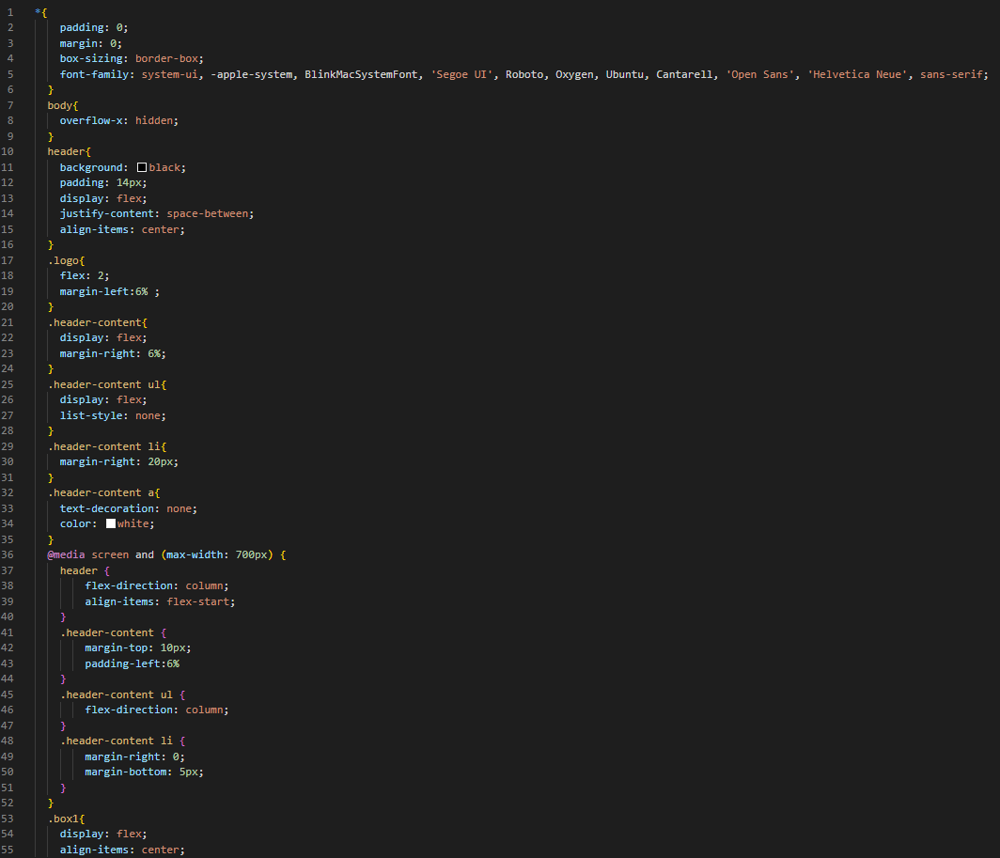 1 *{
2 padding: 0;
3 margin: 0;
4 box-sizing: border-box;
5 font-family: system-ui, -apple-system, BlinkMacSystemFont, 'Segoe UI', Roboto, Oxygen, Ubuntu, Cantarell, 'Open Sans', 'Helvetica Neue', sans-serif;
6 }
7 body{
8 overflow-x: hidden;
9 }
10 header{
11 background: black;
12 padding: 14px;
13 display: flex;
14 justify-content: space-between;
15 align-items: center;
16 }
17 .logo{
18 flex: 2;
19 margin-left:6% ;
20 }
21 .header-content{
22 display: flex;
23 margin-right: 6%;
24 }
25 .header-content ul{
26 display: flex;
27 list-style: none;
28 }
29 .header-content li{
30 margin-right: 20px;
31 }
32 .header-content a{
33 text-decoration: none;
34 color: white;
35 }
36 @media screen and (max-width: 700px) {
37 header {
38 flex-direction: column;
39 align-items: flex-start;
40 }
41 .header-content {
42 margin-top: 10px;
43 padding-left:6%
44 }
45 .header-content ul {
46 flex-direction: column;
47 }
48 .header-content li {
49 margin-right: 0;
50 margin-bottom: 5px;
51 }
52 }
53 .box1{
54 display: flex;
55 align-items: center;